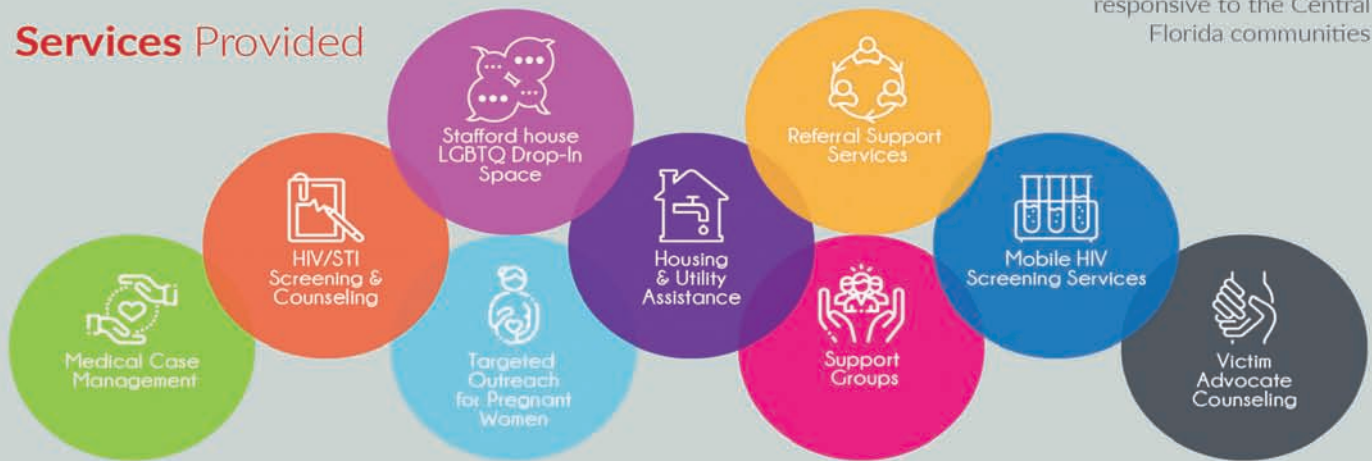 Services Provided
responsive to the Central
Florida communities
Medical Case
Management
HIV/STI
Screening &
Counseling
Stafford house
LGBTQ Drop-In
Space
Targeted
Outreach
for Pregnant
Women
Housing
& Utility
Assistance
Referral Support
Services
Support
Groups
Mobile HIV
Screening Services
Victim
Advocate
Counseling